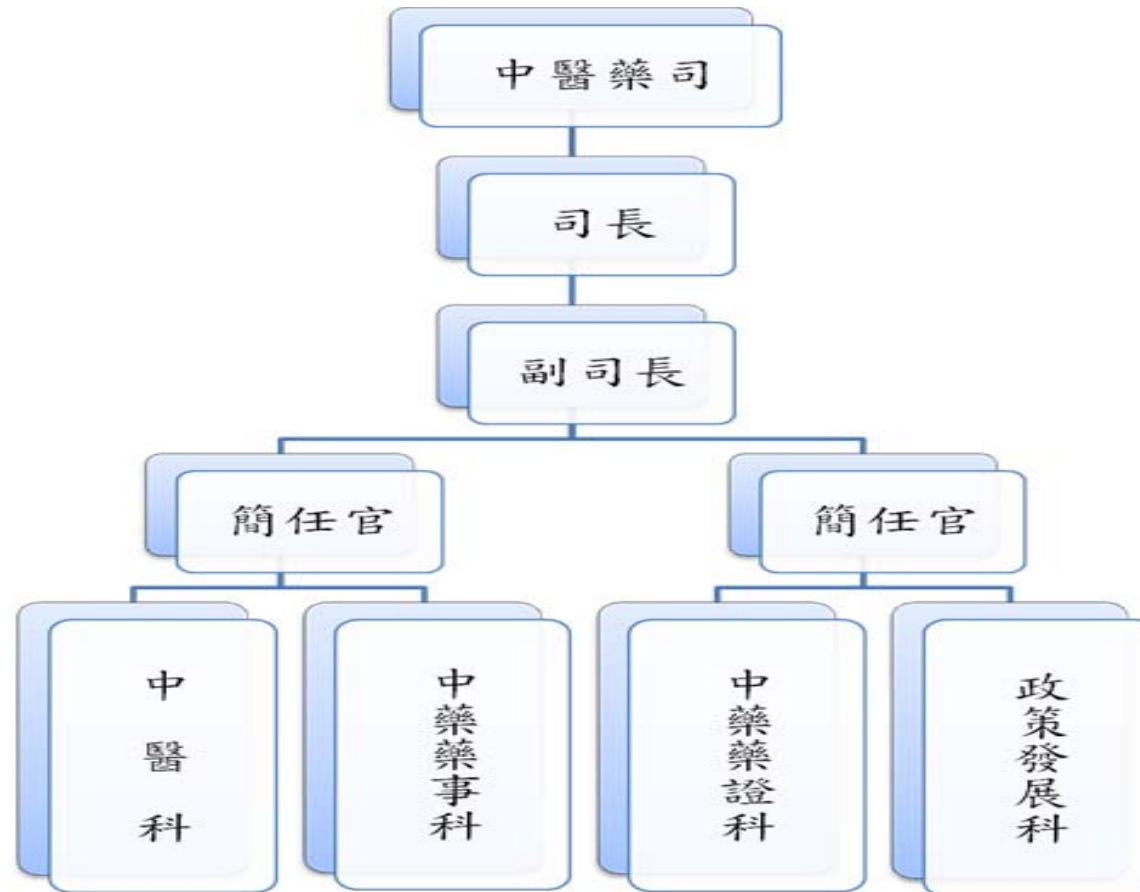 中醫藥司
司長
副司長
簡任官
簡任官
中醫科
中藥藥事科
中藥藥證科
政策發展科